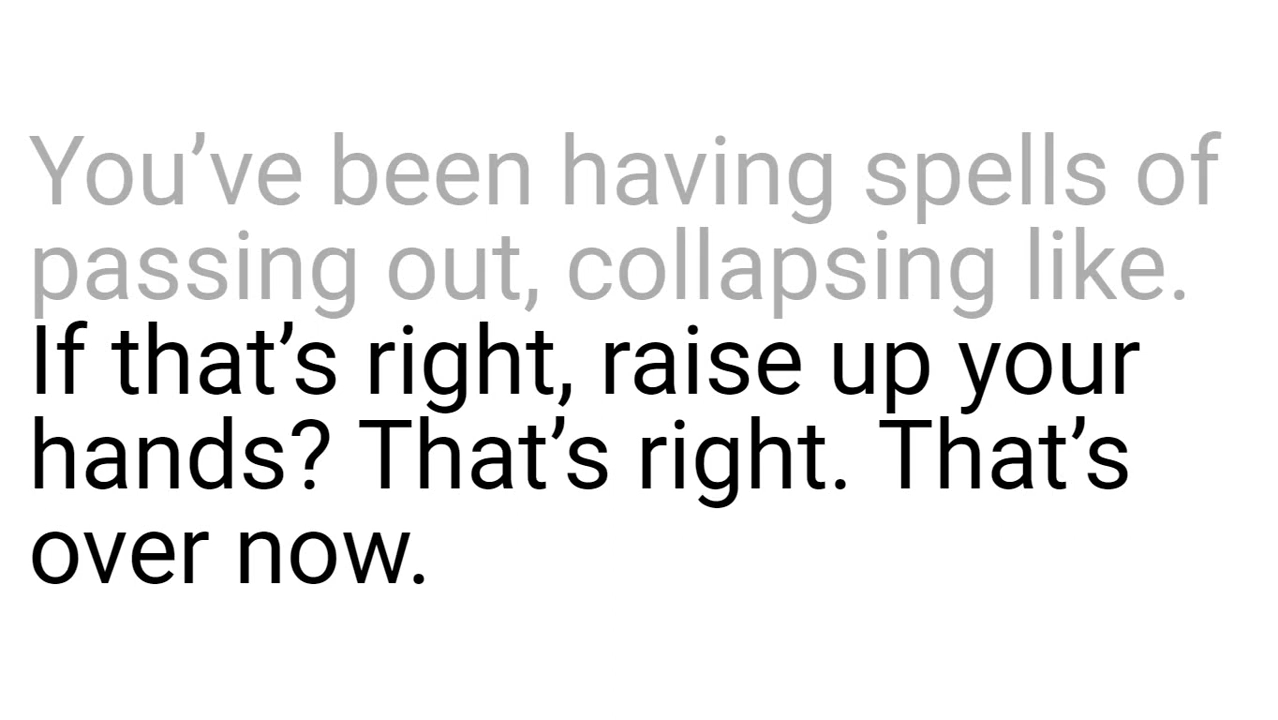 You’ve been having spells of
passing out, collapsing like.
If that’s right, raise up your
hands? That’s right. That’s
over now.